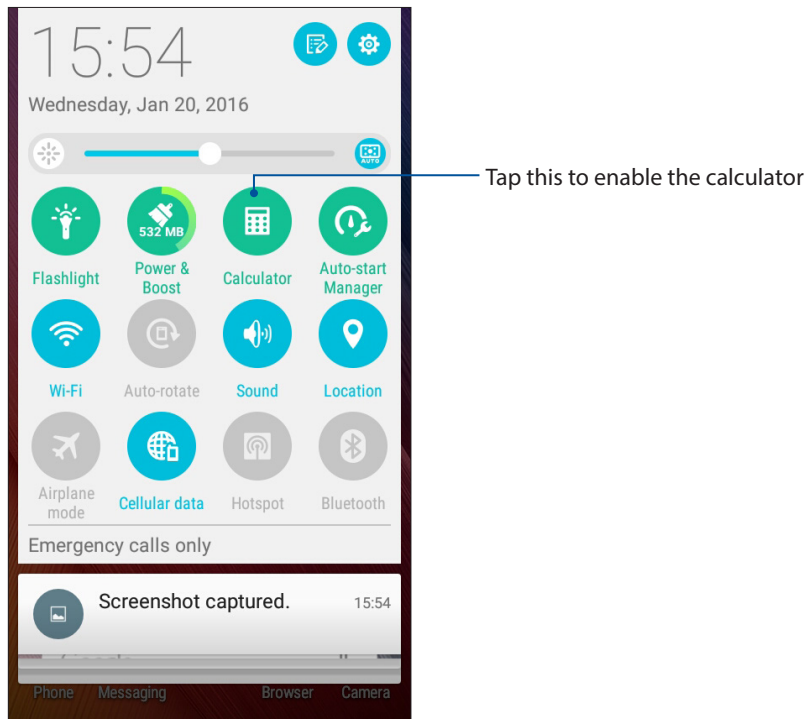 15:54
Wednesday, Jan 20, 2016
AUTO
Tap this to enable the calculator
532 MB
Flashlight
Power &
Boost
Calculator
Auto-start
Manager
Wi-Fi
Auto-rotate
Sound
Location
Airplane
mode
Cellular data
Hotspot
Bluetooth
Emergency calls only
Screenshot captured.
15:54
Phone Messaging Browser Camera